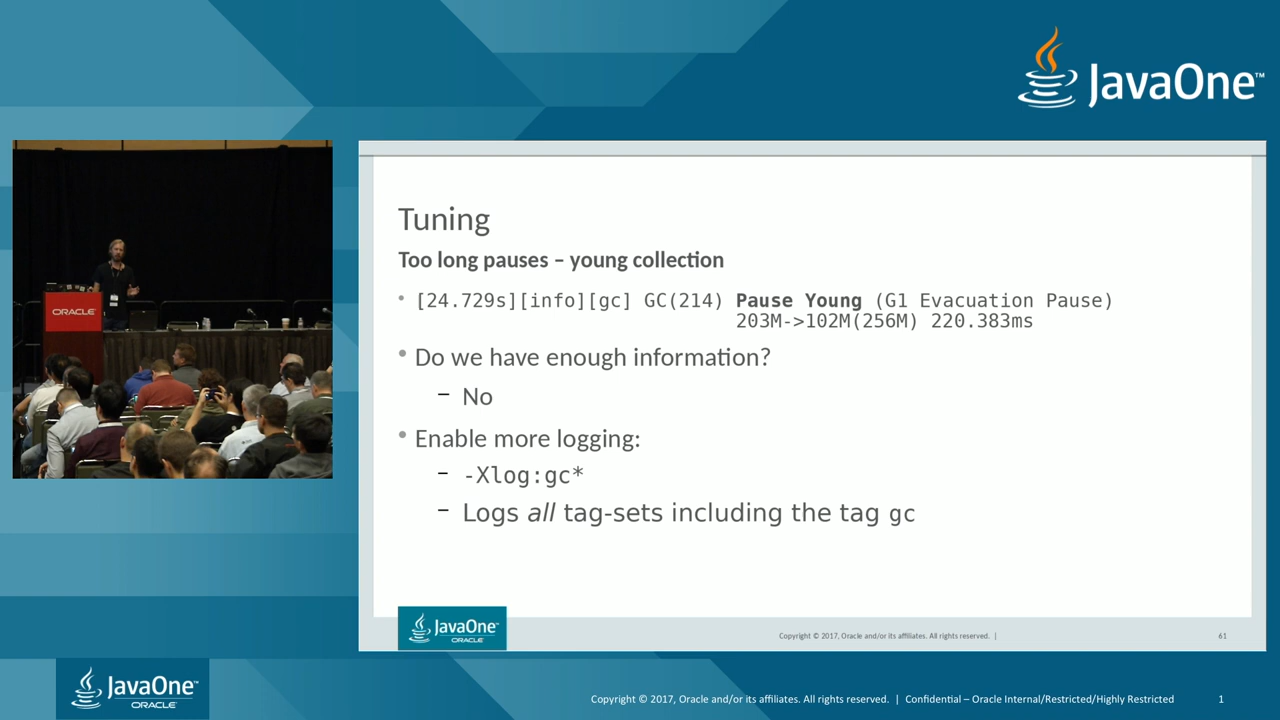 JavaOne™
ORACLE
Tuning
Too long pauses – young collection
• [24.729s][info][gc] GC(214) Pause Young (G1 Evacuation Pause)
203M->102M(256M) 220.383ms
• Do we have enough information?
– No
• Enable more logging:
– -Xlog:gc*
– Logs all tag-sets including the tag gc
JavaOne™
ORACLE
Copyright © 2017, Oracle and/or its affiliates. All rights reserved. |
61
JavaOne™
ORACLE
Copyright © 2017, Oracle and/or its affiliates. All rights reserved. | Confidential – Oracle Internal/Restricted/Highly Restricted
1